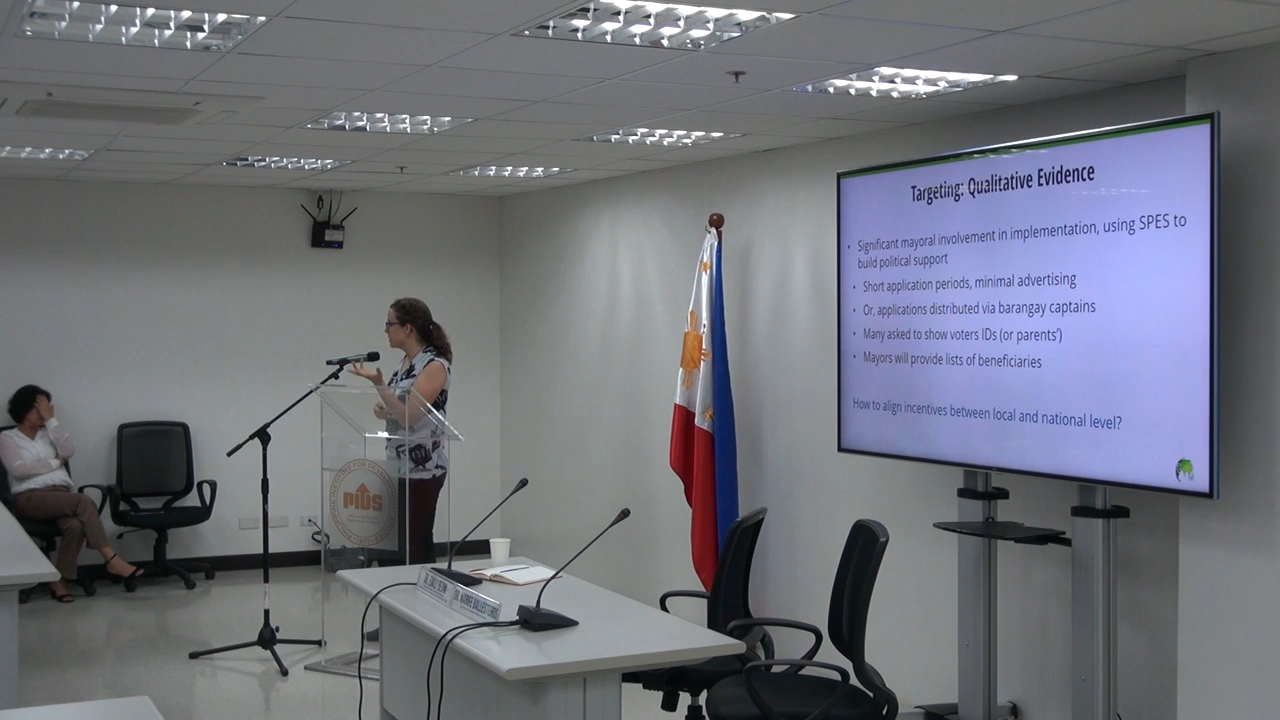 Targeting: Qualitative Evidence
• Significant mayoral involvement in implementation, using SPES to
build political support
• Short application periods, minimal advertising
• Or, applications distributed via barangay captains
• Many asked to show voters IDs (or parents')
• Mayors will provide lists of beneficiaries
How to align incentives between local and national level?
PIDS